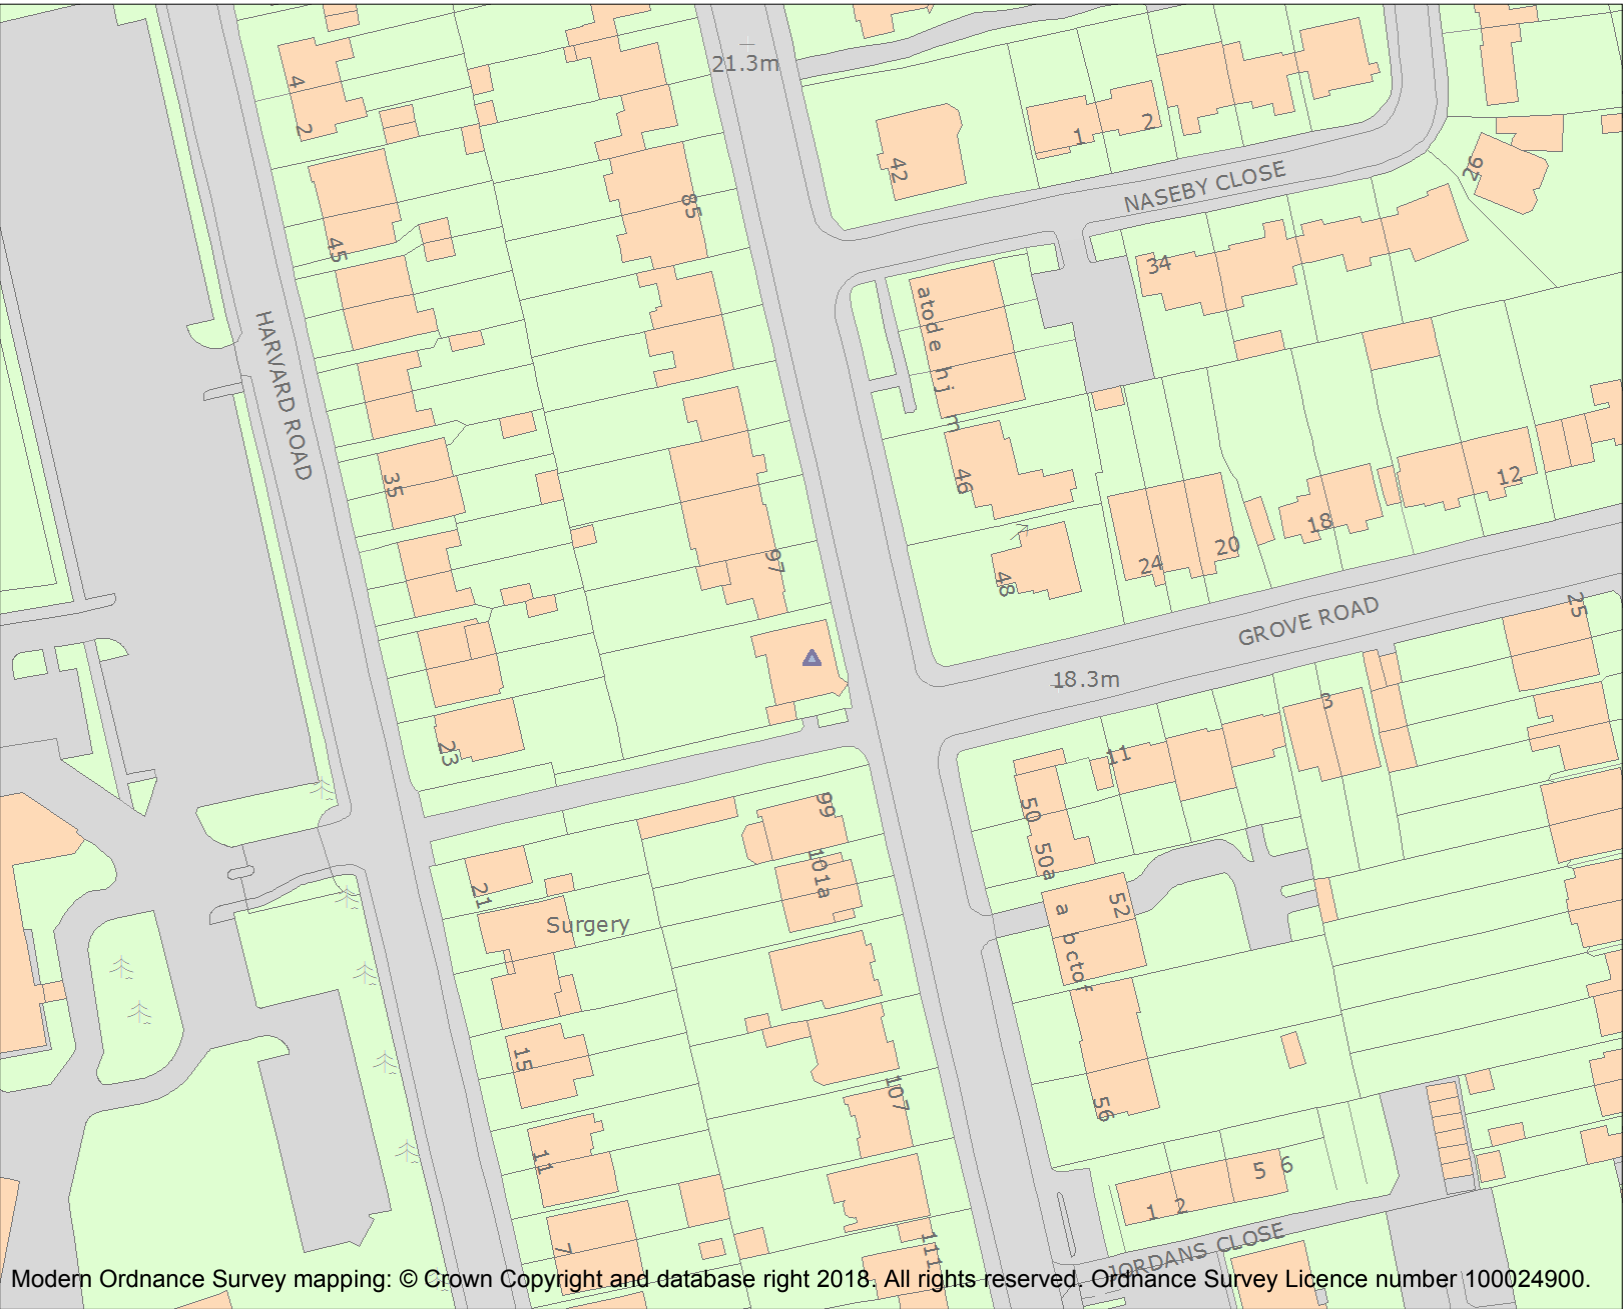 21.3m
4
2
42
1
2
26
NASEBY CLOSE
85
45
34
a to d e
h j
m
HARVARD ROAD
35
46
12
18
97
20
24
48
GROVE ROAD
25
18.3m
3
23
11
99
50
101a
50a
21
52
Surgery
a
b c to f
15
107
56
11
5 6
1 2
111
7
JORDANS CLOSE
Modern Ordnance Survey mapping: © Crown Copyright and database right 2018. All rights reserved. Ordnance Survey Licence number 100024900.